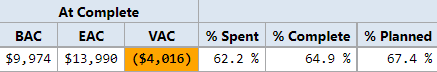 At Complete
BAC EAC VAC % Spent % Complete % Planned
$9,974 $13,990 ($4,016) 62.2 % 64.9 % 67.4 %